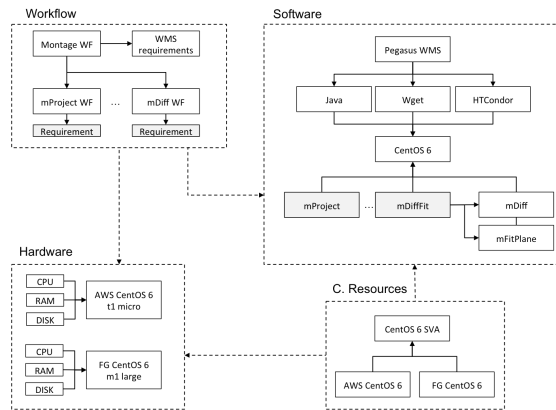 Workflow
Montage WF
WMS
requirements
mProject WF
...
mDiff WF
Requirement
Requirement
Software
Pegasus WMS
Java
Wget
HTCondor
CentOS 6
mProject
...
mDiffFit
mDiff
mFitPlane
Hardware
CPU
RAM
DISK
AWS CentOS 6
t1 micro
CPU
RAM
DISK
FG CentOS 6
m1 large
C. Resources
CentOS 6 SVA
AWS CentOS 6
FG CentOS 6